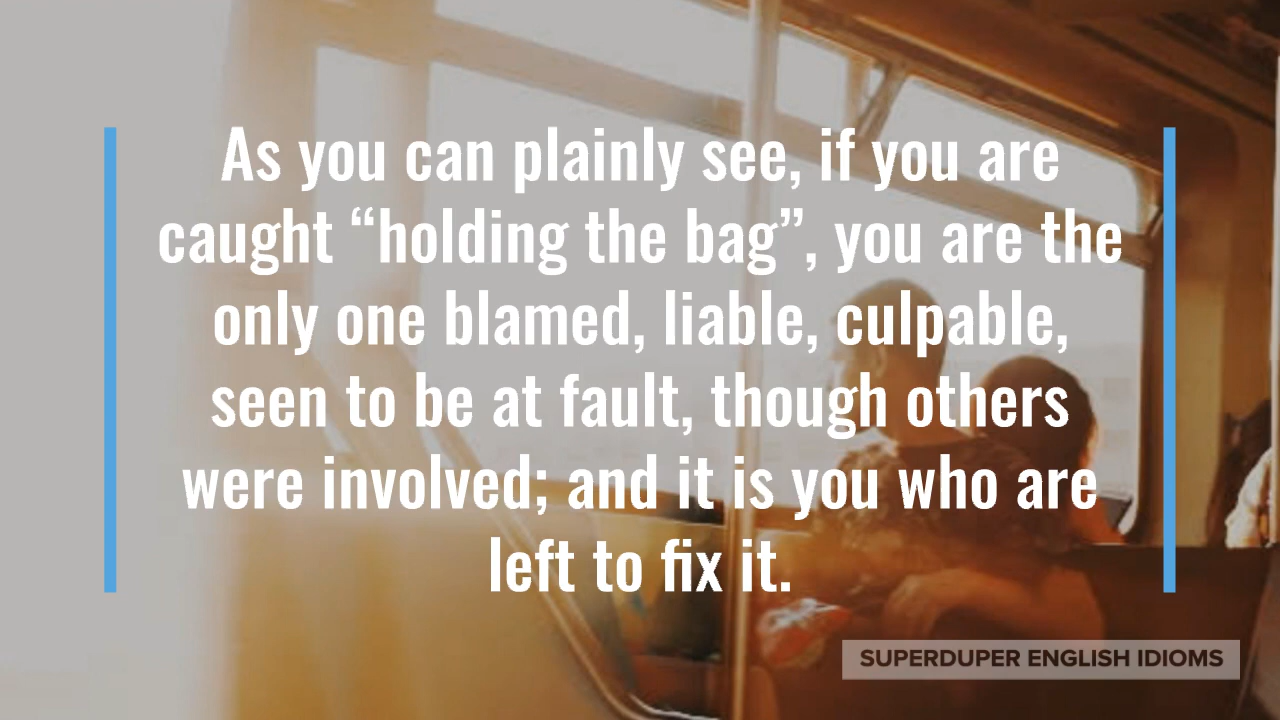 As you can plainly see, if you are
caught “holding the bag”, you are the
only one blamed, liable, culpable,
seen to be at fault, though others
were involved; and it is you who are
left to fix it.
SUPERDUPER ENGLISH IDIOMS